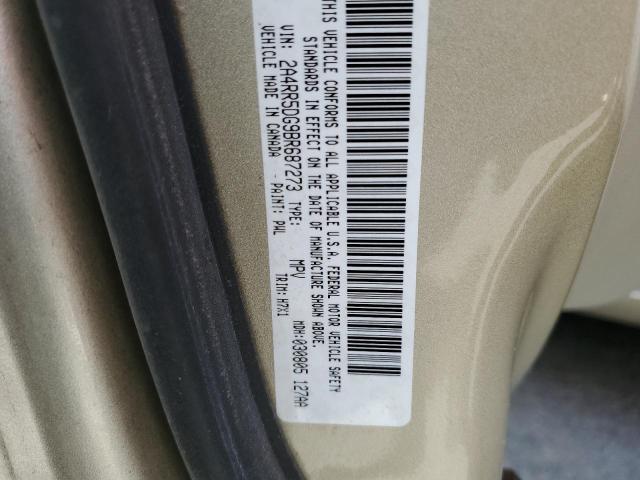 THIS VEHICLE CONFORMS TO ALL APPLICABLE U.S.A. FEDERAL MOTOR VEHICLE SAFETY
STANDARDS IN EFFECT ON THE DATE OF MANUFACTURE SHOWN ABOVE.
VIN: 2A4RR5DG9BR687273 TYPE: MPV MDH:030805 127AA
VEHICLE MADE IN CANADA - PAINT: PWL TRIM: H7X1